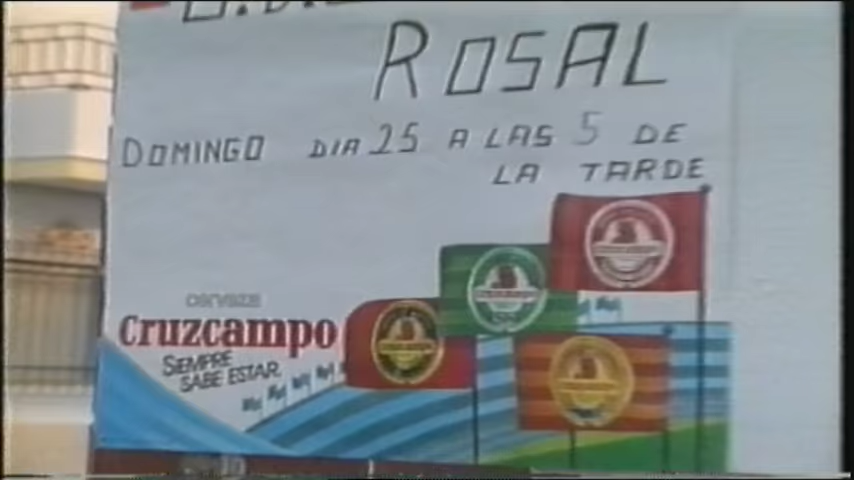 ROSAL
DOMINGO DIA 25 A LAS 5 DE
LA TARDE
cerveza
Cruzcampo
SIEMPRE
SABE ESTAR.